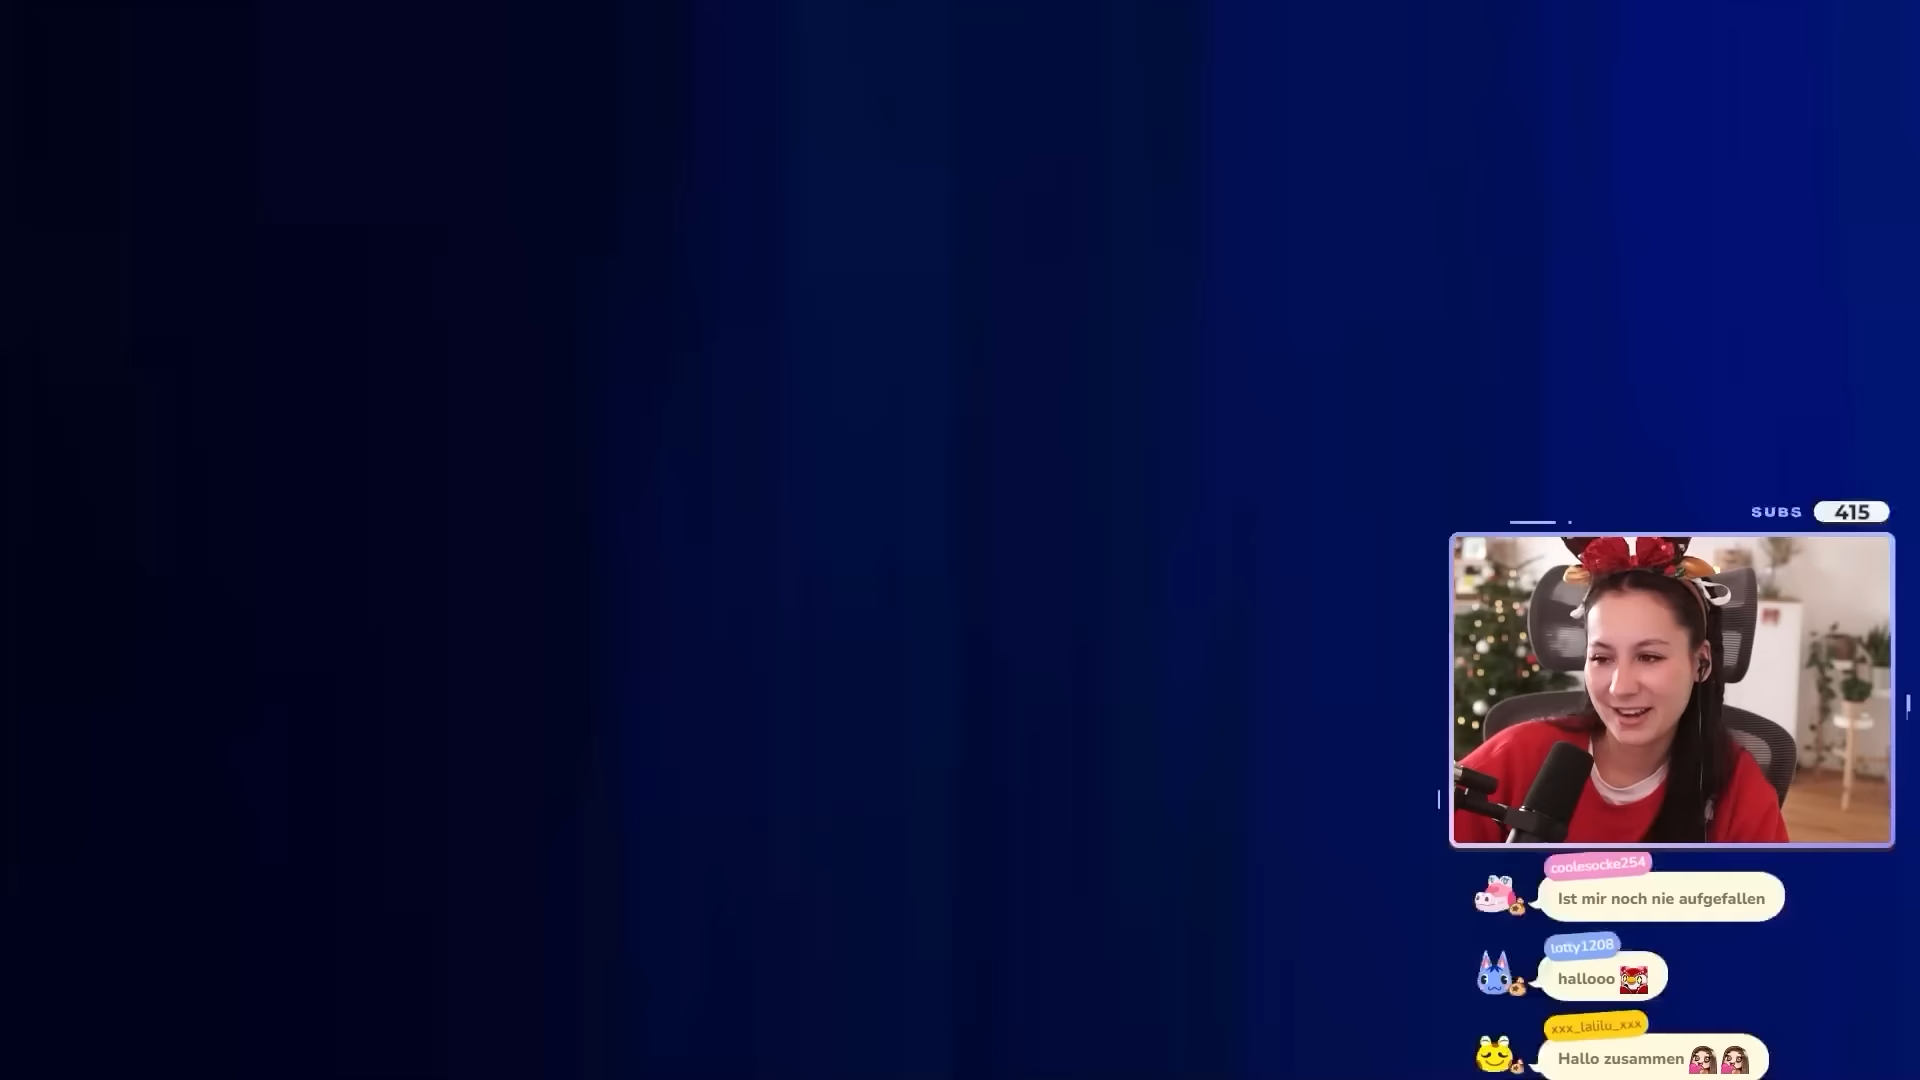 SUBS 415
coolesocke254
Ist mir noch nie aufgefallen
lotty1208
hallooo
xxx_lalilu_xxx
Hallo zusammen